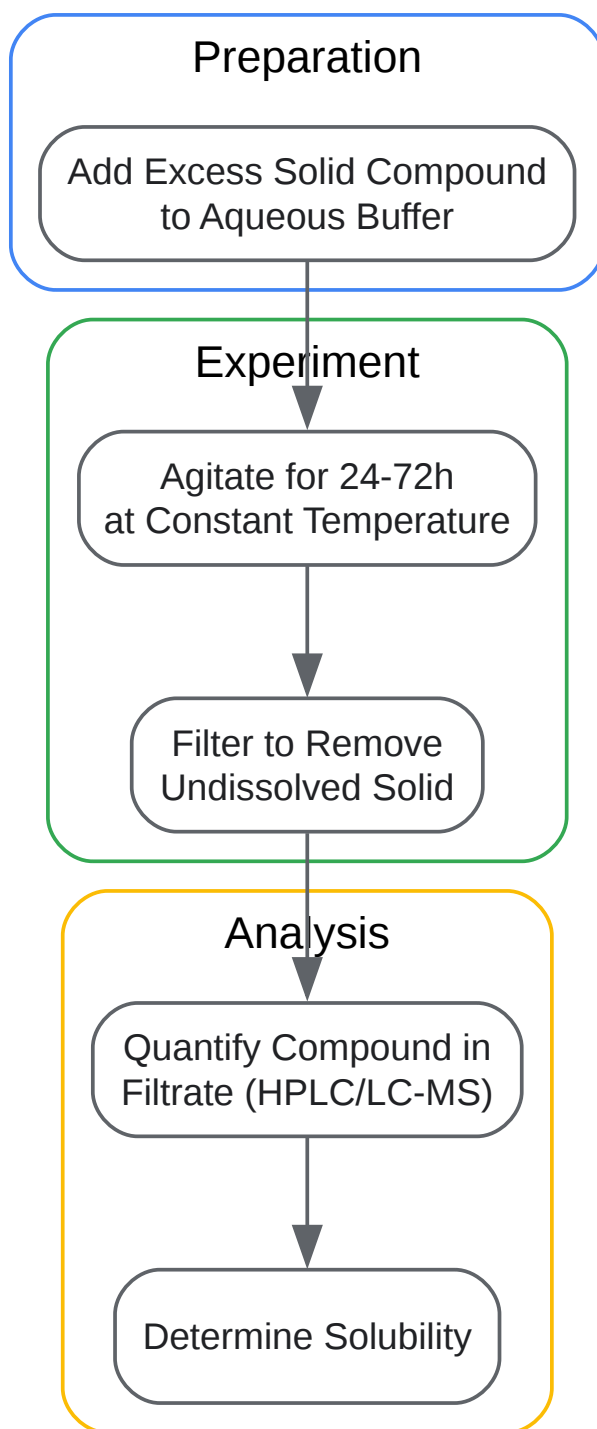 Preparation
Add Excess Solid Compound
to Aqueous Buffer
Experiment
Agitate for 24-72h
at Constant Temperature
Filter to Remove
Undissolved Solid
Analysis
Quantify Compound in
Filtrate (HPLC/LC-MS)
Determine Solubility